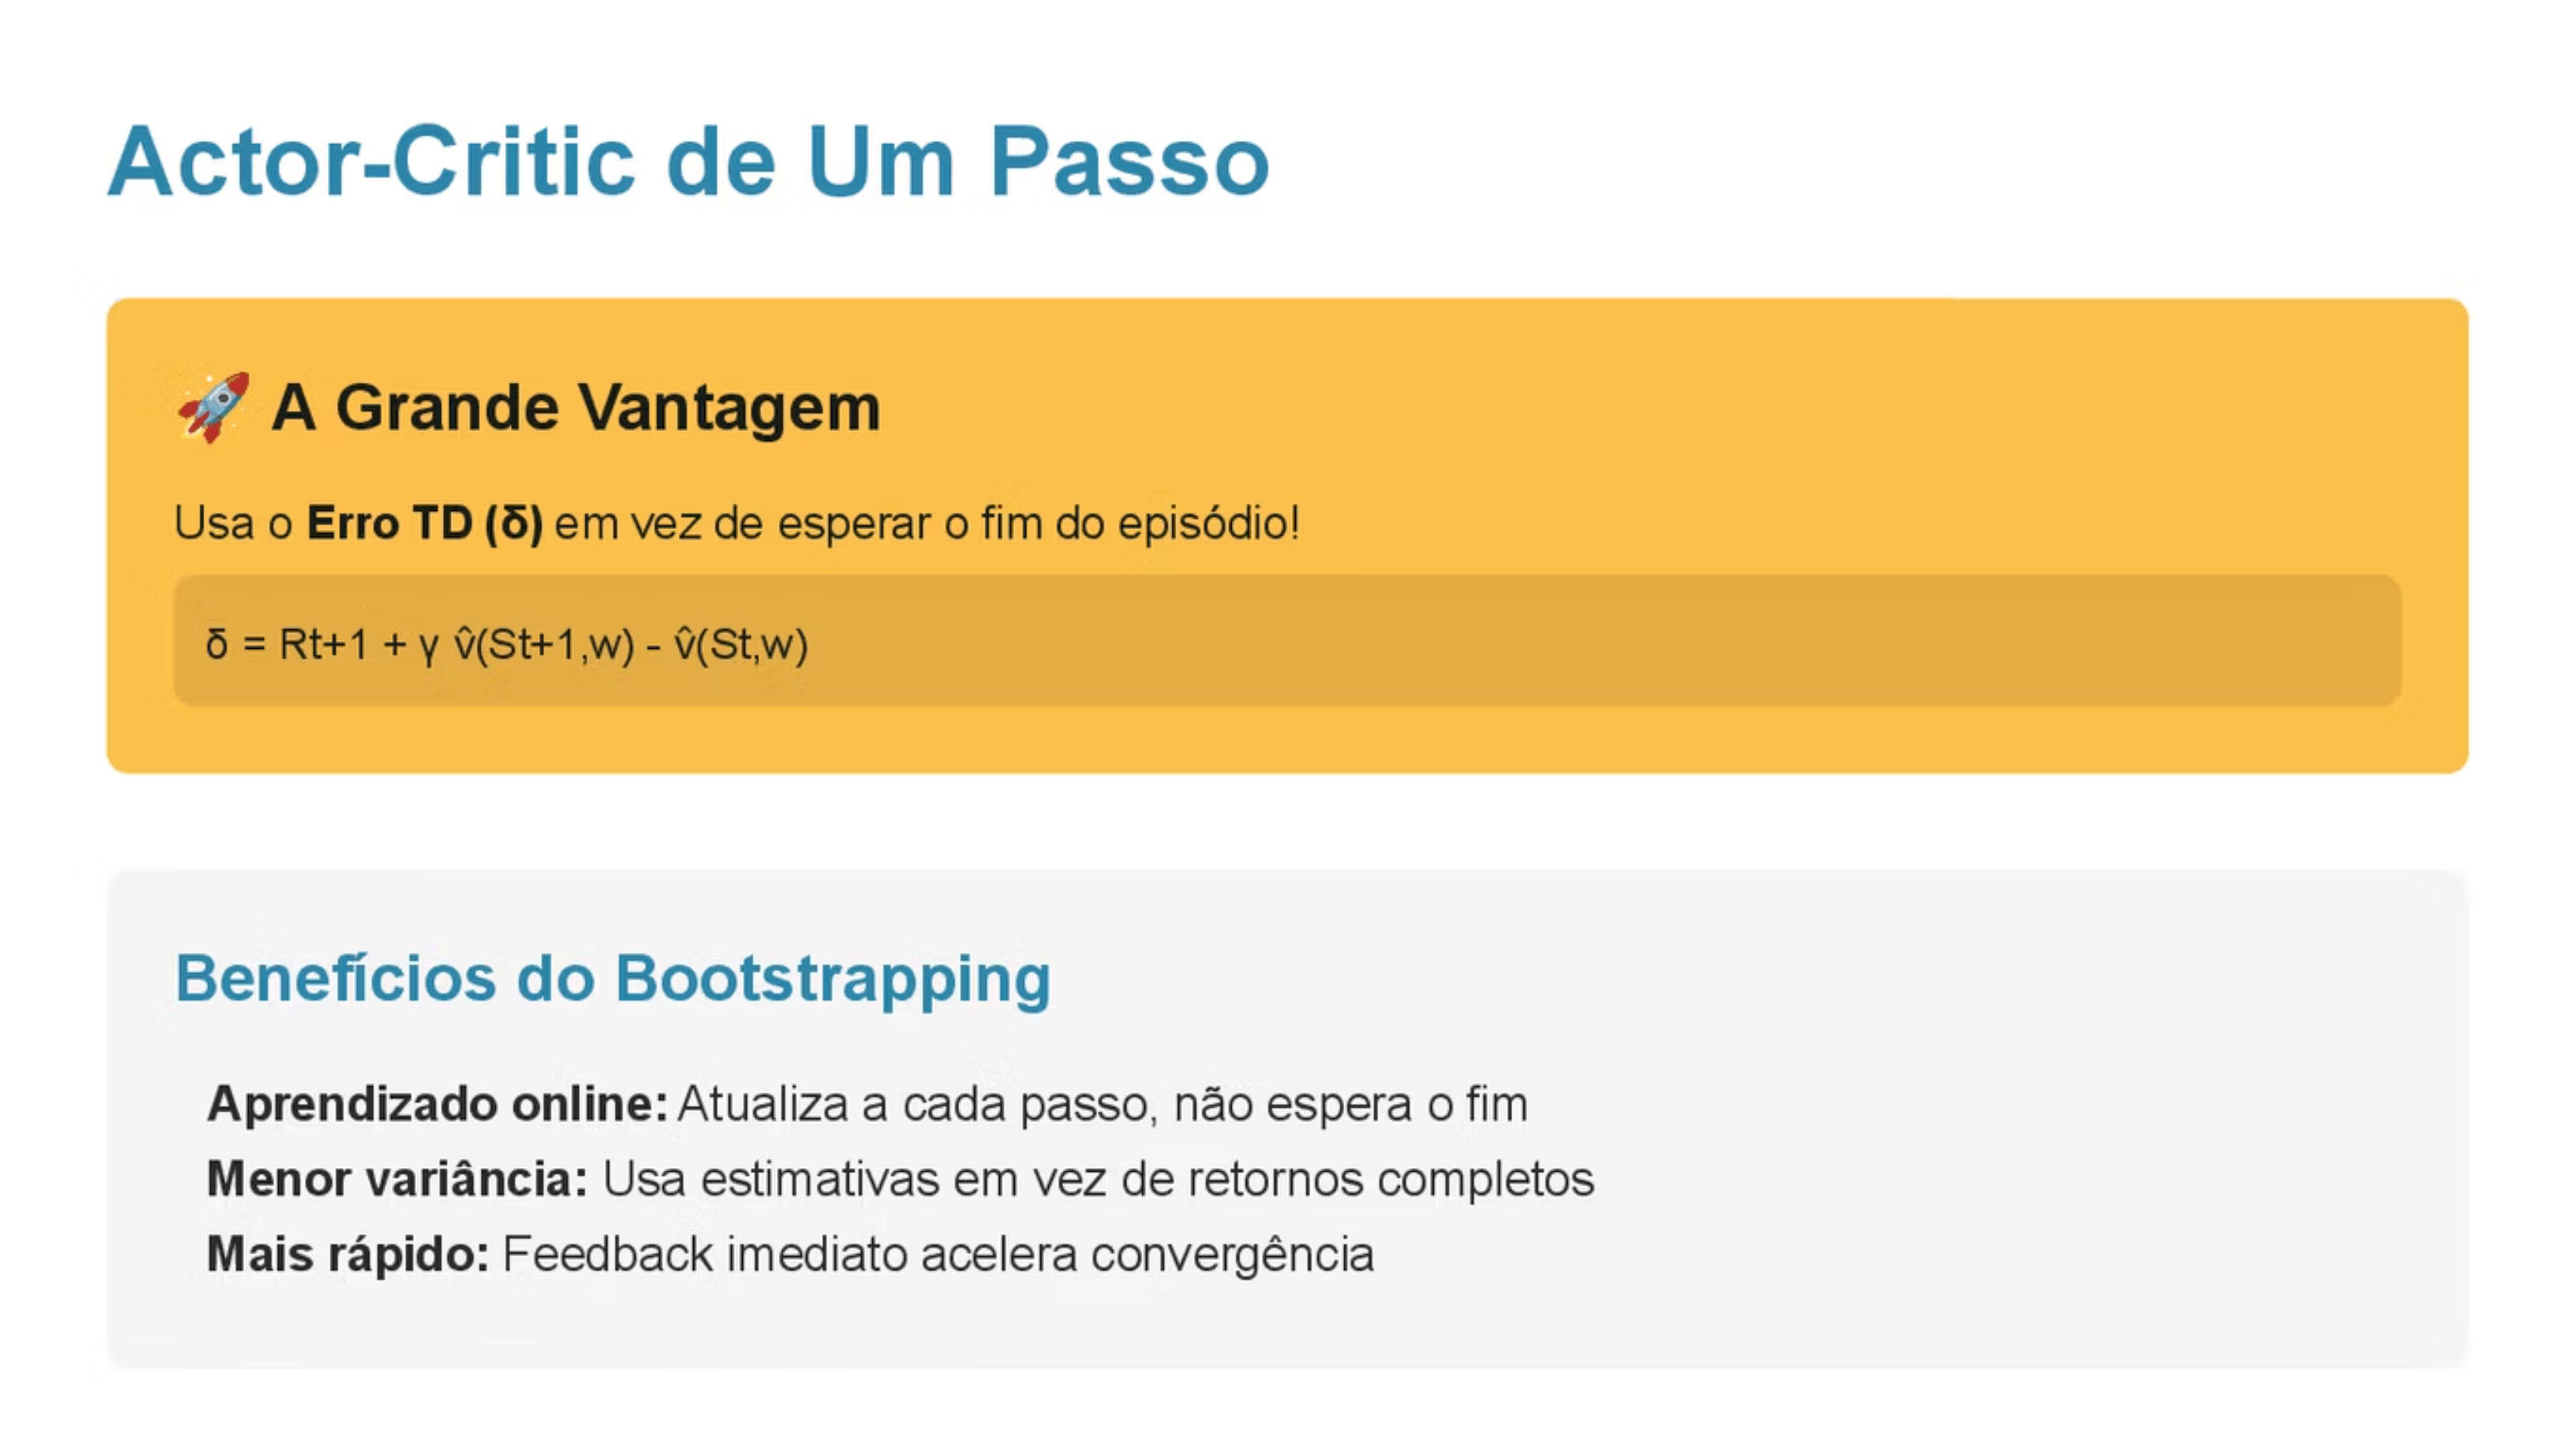 Actor-Critic de Um Passo
🚀 A Grande Vantagem
Usa o Erro TD (δ) em vez de esperar o fim do episódio!
δ = Rt+1 + γ v̂(St+1,w) - v̂(St,w)
Benefícios do Bootstrapping
Aprendizado online: Atualiza a cada passo, não espera o fim
Menor variância: Usa estimativas em vez de retornos completos
Mais rápido: Feedback imediato acelera convergência